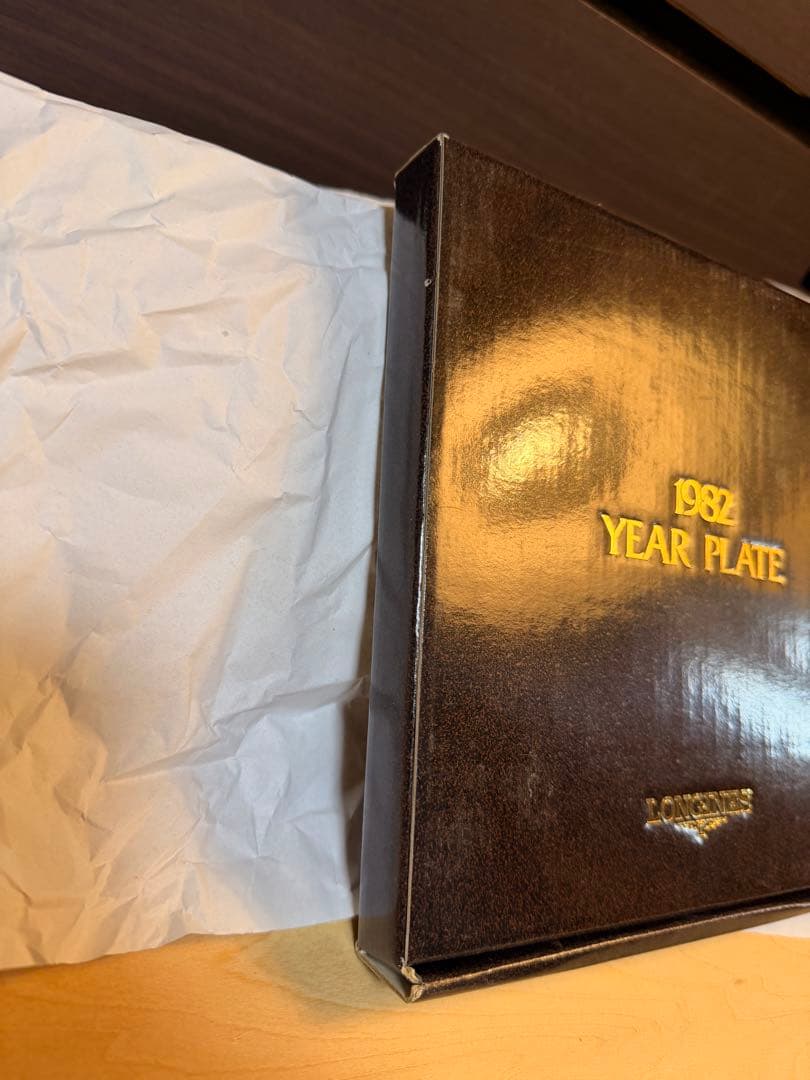 1982
YEAR PLATE
LONGINES